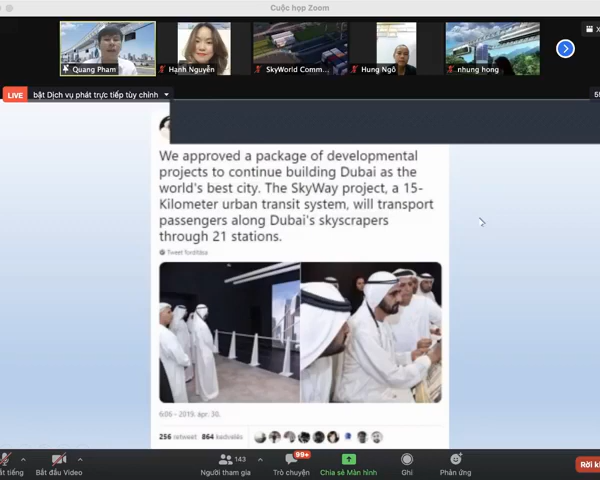 Cuộc họp Zoom
Quang Pham
Hạnh Nguyễn
SkyWorld Comm...
Hung Ngô
nhung hong
LIVE
bật Dịch vụ phát trực tiếp tùy chỉnh
We approved a package of developmental
projects to continue building Dubai as the
world's best city. The SkyWay project, a 15-
Kilometer urban transit system, will transport
passengers along Dubai's skyscrapers
through 21 stations.
Tweet fordítása
6:06 - 2019. ápr. 30.
256 retweet 864 kedvelés
Bắt đầu Video
143
Người tham gia
99+
Trò chuyện
Chia sẻ Màn hình
Ghi
Phản ứng